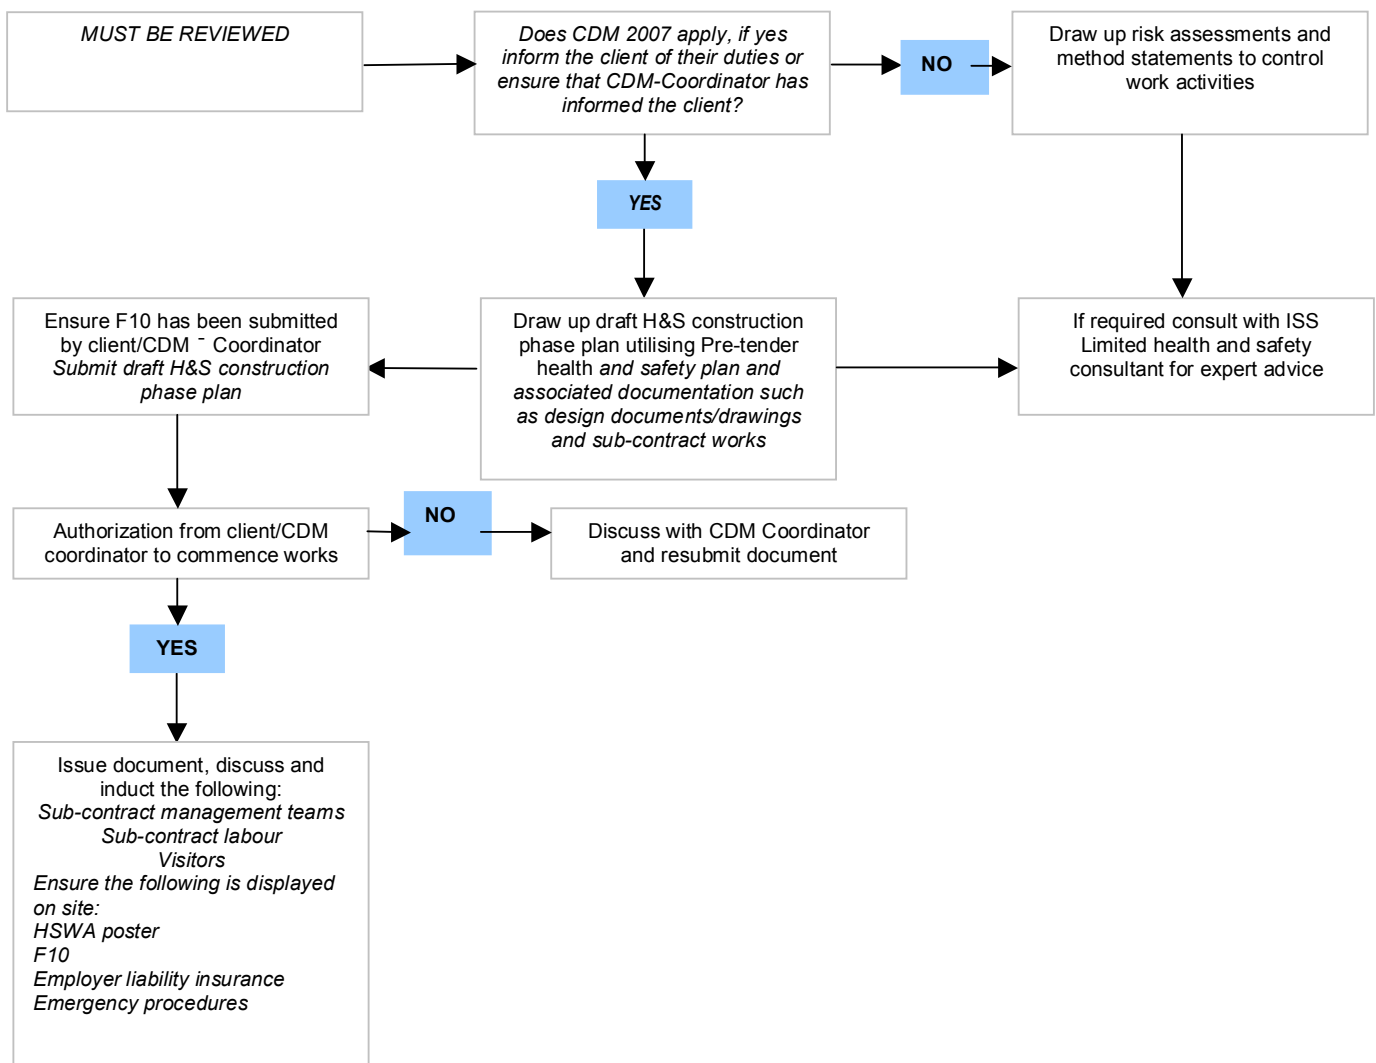 MUST BE REVIEWED
Does CDM 2007 apply, if yes
inform the client of their duties or
ensure that CDM-Coordinator has
informed the client?
NO
Draw up risk assessments and
method statements to control
work activities
YES
Ensure F10 has been submitted
by client/CDM - Coordinator
Submit draft H&S construction
phase plan
Draw up draft H&S construction
phase plan utilising Pre-tender
health and safety plan and
associated documentation such
as design documents/drawings
and sub-contract works
If required consult with ISS
Limited health and safety
consultant for expert advice
Authorization from client/CDM
coordinator to commence works
NO
Discuss with CDM Coordinator
and resubmit document
YES
Issue document, discuss and
induct the following:
Sub-contract management teams
Sub-contract labour
Visitors
Ensure the following is displayed
on site:
HSWA poster
F10
Employer liability insurance
Emergency procedures